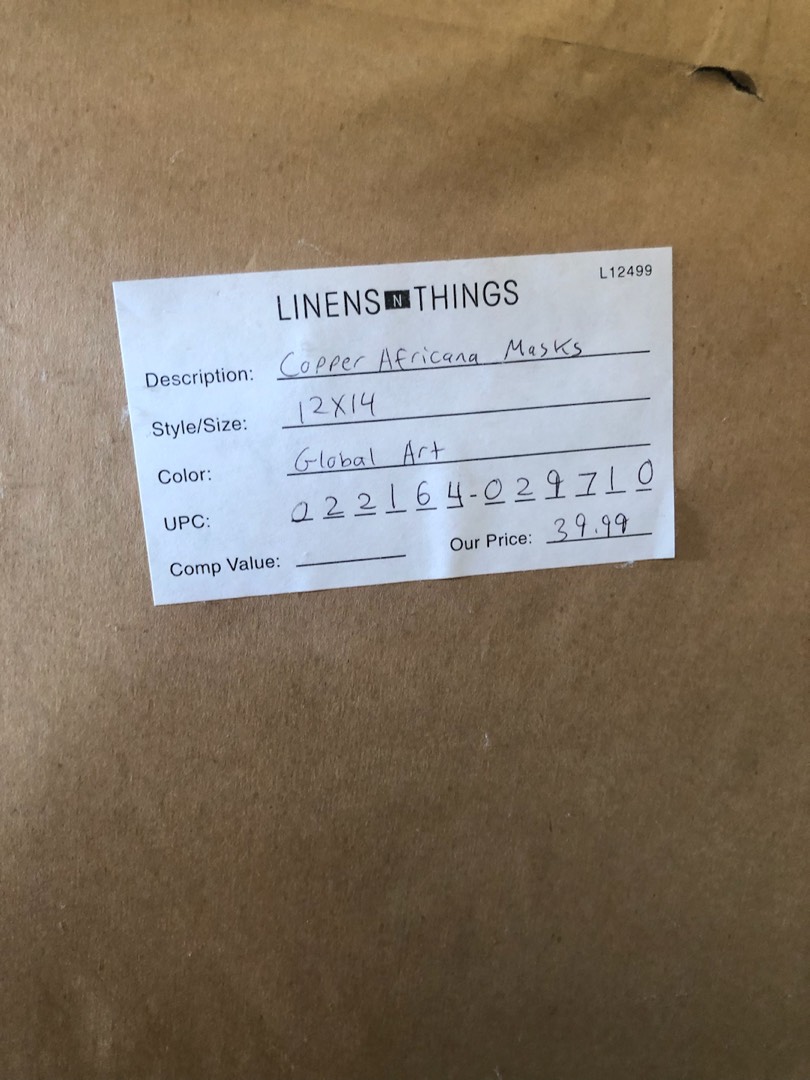 L12499
LINENS N THINGS
Description: Copper Africana Masks
Style/Size: 12X14
Color: Global Art
UPC: 022164-029710
Comp Value: Our Price: 39.99